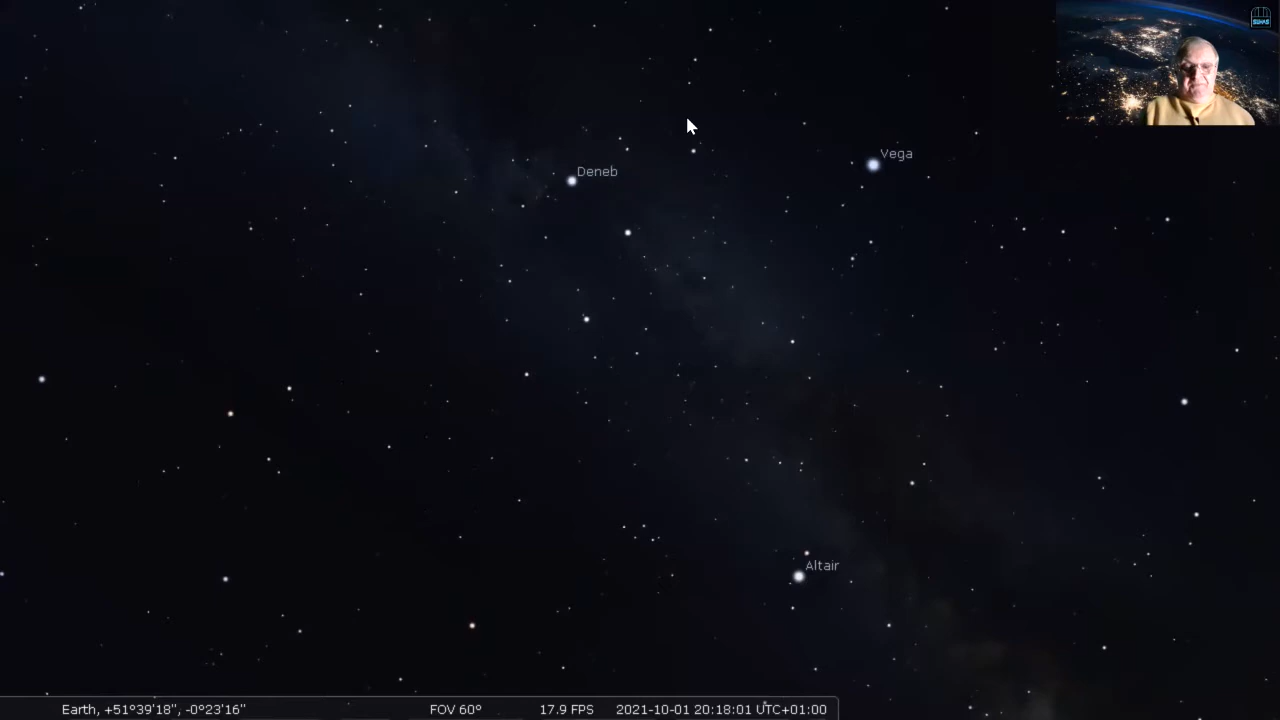 Vega
Deneb
Altair
Earth, +51°39'18", -0°23'16" FOV 60° 17.9 FPS 2021-10-01 20:18:01 UTC+01:00